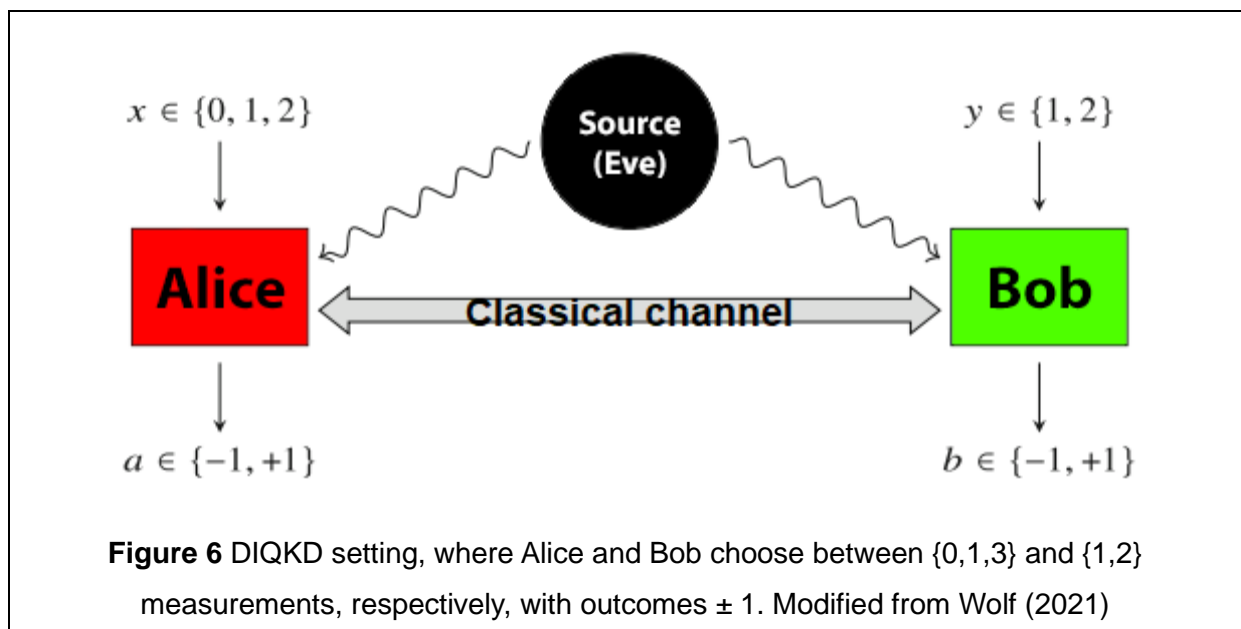 Source
(Eve)
x ∈ {0, 1, 2}
y ∈ {1, 2}
Alice
Classical channel
Bob
a ∈ {−1, +1}
b ∈ {−1, +1}
Figure 6 DIQKD setting, where Alice and Bob choose between {0,1,3} and {1,2}
measurements, respectively, with outcomes ± 1. Modified from Wolf (2021)